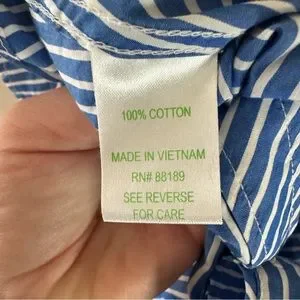 100% COTTON
MADE IN VIETNAM
RN# 88189
SEE REVERSE
FOR CARE